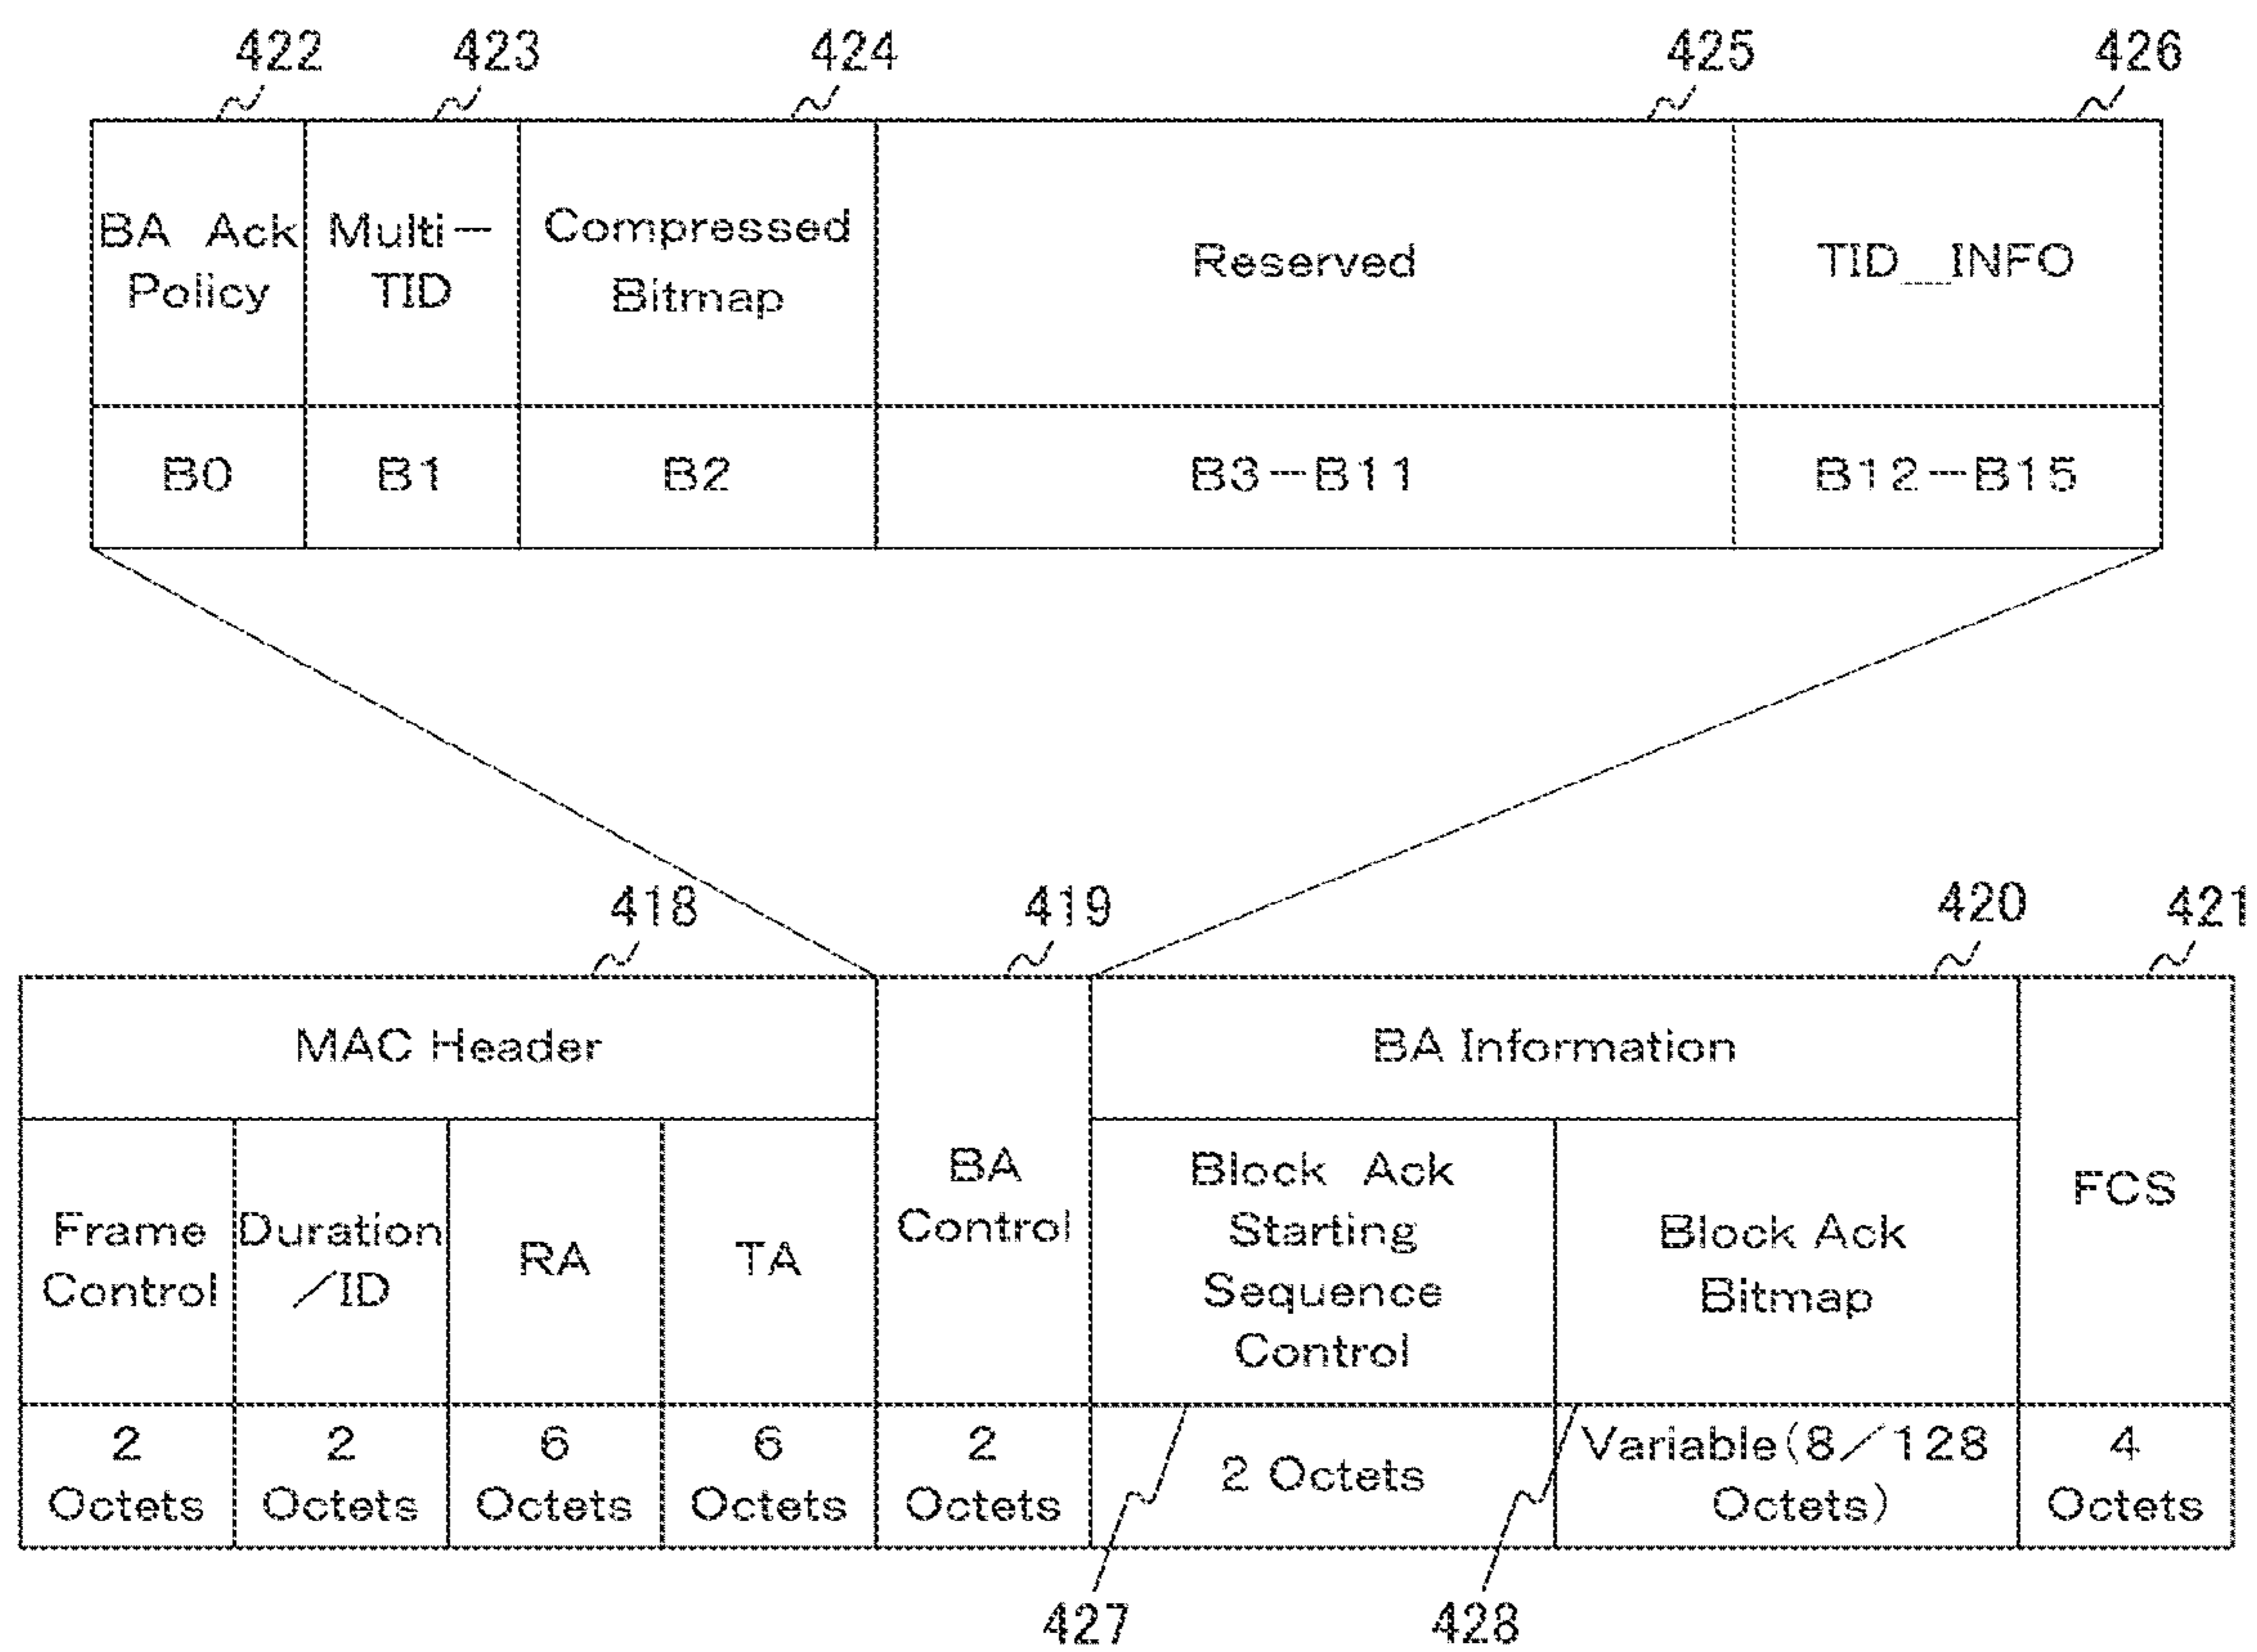 422 423 424 425 426
BA Ack Policy
Multi-TID
Compressed Bitmap
Reserved
TID_INFO
B0 B1 B2 B3-B11 B12-B15
418 419 420 421
MAC Header
BA Information
Frame Control
Duration/ID
RA
TA
BA Control
Block Ack
Starting
Sequence
Control
Block Ack
Bitmap
FCS
2 Octets
2 Octets
6 Octets
6 Octets
2 Octets
2 Octets
Variable(8/128 Octets)
4 Octets
427 428